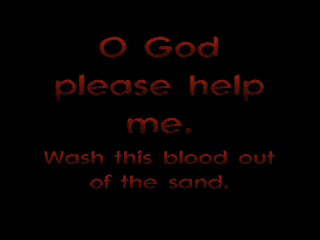 O God
please help
me.
Wash this blood out
of the sand.